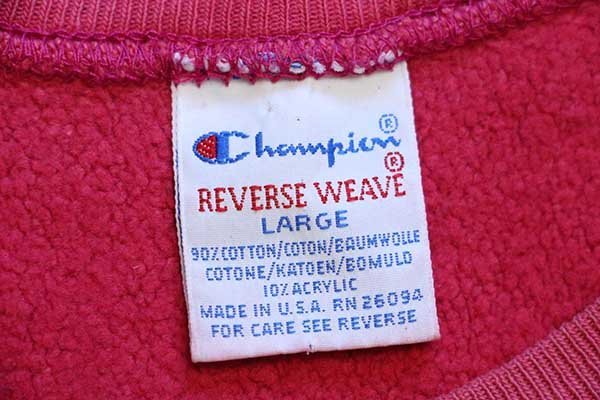 Champion®
REVERSE WEAVE®
LARGE
90%COTTON/COTON/BAUMWOLLE
COTONE/KATOEN/BOMULD
10%ACRYLIC
MADE IN U.S.A. RN 26094
FOR CARE SEE REVERSE